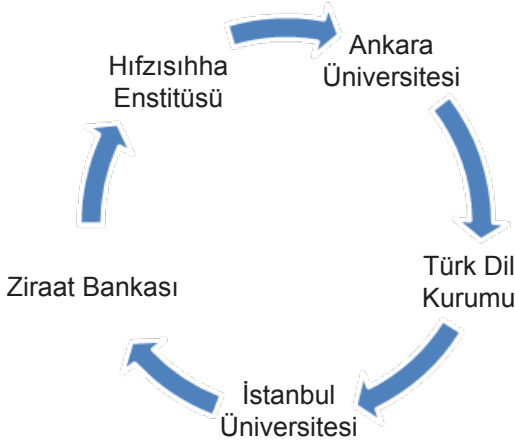 Ankara
Üniversitesi
Türk Dil
Kurumu
İstanbul
Üniversitesi
Ziraat Bankası
Hıfzısıhha
Enstitüsü